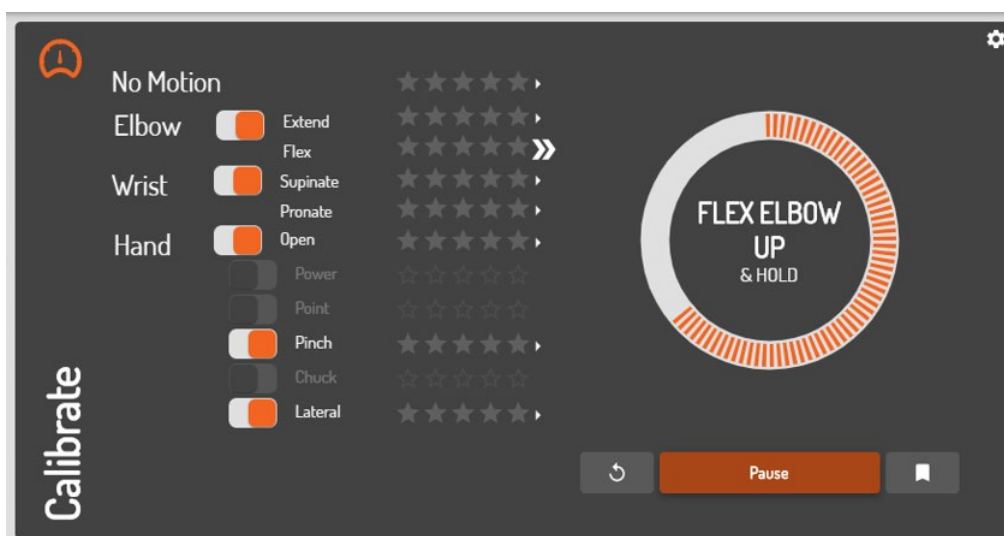 No Motion
Elbow
Extend
Flex
Wrist
Supinate
Pronate
Hand
Open
Power
Point
Pinch
Chuck
Lateral
Calibrate
FLEX ELBOW
UP
& HOLD
Pause